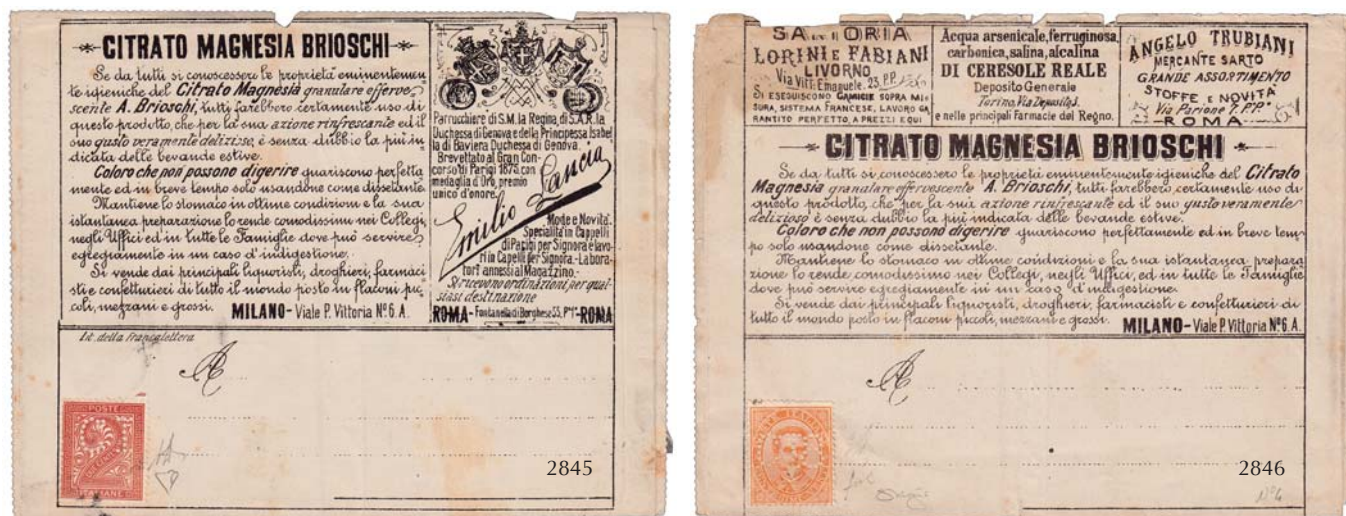 CITRATO MAGNESIA BRIOSCHI
Se da tutti si conoscessero le proprietà eminentemen
te igieniche del Citrato Magnesia granulare efferve-
scente A. Brioschi, tutti farebbero certamente uso di
questo prodotto, che per la sua azione rinfrescante ed il
suo gusto veramente delizioso, è senza dubbio la più in-
dicata delle bevande estive.
Coloro che non possono digerire guariscono perfetta
mente ed in breve tempo solo usandone come dissetante.
Mantiene lo stomaco in ottime condizioni e la sua
istantanea preparazione lo rende comodissimo nei Collegi,
negli Uffici ed in tutte le Famiglie dove può servire
egregiamente in un caso d'indigestione.
Si vende dai principali liquoristi, droghieri, farmaci
sti e confetturieri di tutto il mondo posto in flaconi pic
coli, mezzani e grossi. MILANO - Viale P. Vittoria Nº 6. A.
Parrucchiere di S.M. la Regina, di S.A.R. la
Duchessa di Genova e della Principessa Isabel
la di Baviera Duchessa di Genova.
Brevettato al Gran Con-
corso di Parigi 1875, con
medaglia d'Oro, premio
unico d'onore.
Emilio Lancia
Mode e Novità.
Specialità in Cappelli
di Papigi per Signora e lavo-
ri in Capelli per Signora - Labora-
tori annessi al Magazzino.
Si ricevono ordinazioni per qual-
siasi destinazione
ROMA - Fontanella di Borghese 55, Pº 1º - ROMA
Ist. della Francalettera
A
POSTE
ITALIANE
2845
SARTORIA
LORINI E FABIANI
LIVORNO
Via Vitt. Emanuele. 23. P.P.
SI ESEGUISCONO CAMICIE SOPRA MI-
SURA, SISTEMA FRANCESE, LAVORO GA
RANTITO PERFETTO, A PREZZI EQUI
Acqua arsenicale, ferruginosa,
carbonica, salina, alcalina
DI CERESOLE REALE
Deposito Generale
Torino, Via Deposito 3.
e nelle principali Farmacie del Regno.
ANGELO TRUBIANI
MERCANTE SARTO
GRANDE ASSORTIMENTO
STOFFE E NOVITÀ
Via Parione 7. P.P.
ROMA
CITRATO MAGNESIA BRIOSCHI
Se da tutti si conoscessero le proprietà eminentemente igieniche del Citrato
Magnesia granulare effervescente A. Brioschi, tutti farebbero certamente uso di
questo prodotto, che per la sua azione rinfrescante ed il suo gusto veramente
delizioso è senza dubbio la più indicata delle bevande estive.
Coloro che non possono digerire guariscono perfettamente ed in breve tem-
po solo usandone come dissetante.
Mantiene lo stomaco in ottime condizioni e la sua istantanea prepara
zione lo rende comodissimo nei Collegi, negli Uffici, ed in tutte le Famiglie
dove può servire egregiamente in un caso d'indigestione.
Si vende dai principali liquoristi, droghieri, farmacisti e confetturieri di
tutto il mondo posto in flaconi piccoli, mezzani e grossi. MILANO - Viale P. Vittoria Nº 6. A.
A
2846
Nº 4